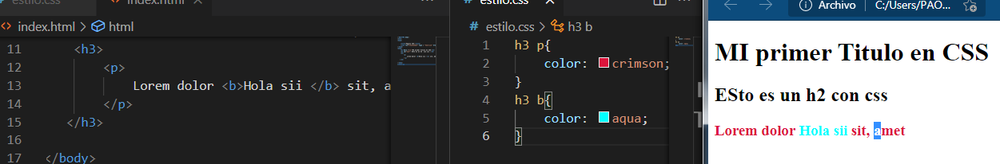 estilo.css index.html
index.html > html
11 <h3>
12 <p>
13 Lorem dolor <b>Hola sii </b> sit, a
14 </p>
15 </h3>
16
17 </body>
estilo.css
# estilo.css > h3 b
1 h3 p{
2 color: crimson;
3 }
4 h3 b{
5 color: aqua;
6 }
Archivo C:/Users/PAO...
MI primer Titulo en CSS
ESto es un h2 con css
Lorem dolor Hola sii sit, amet